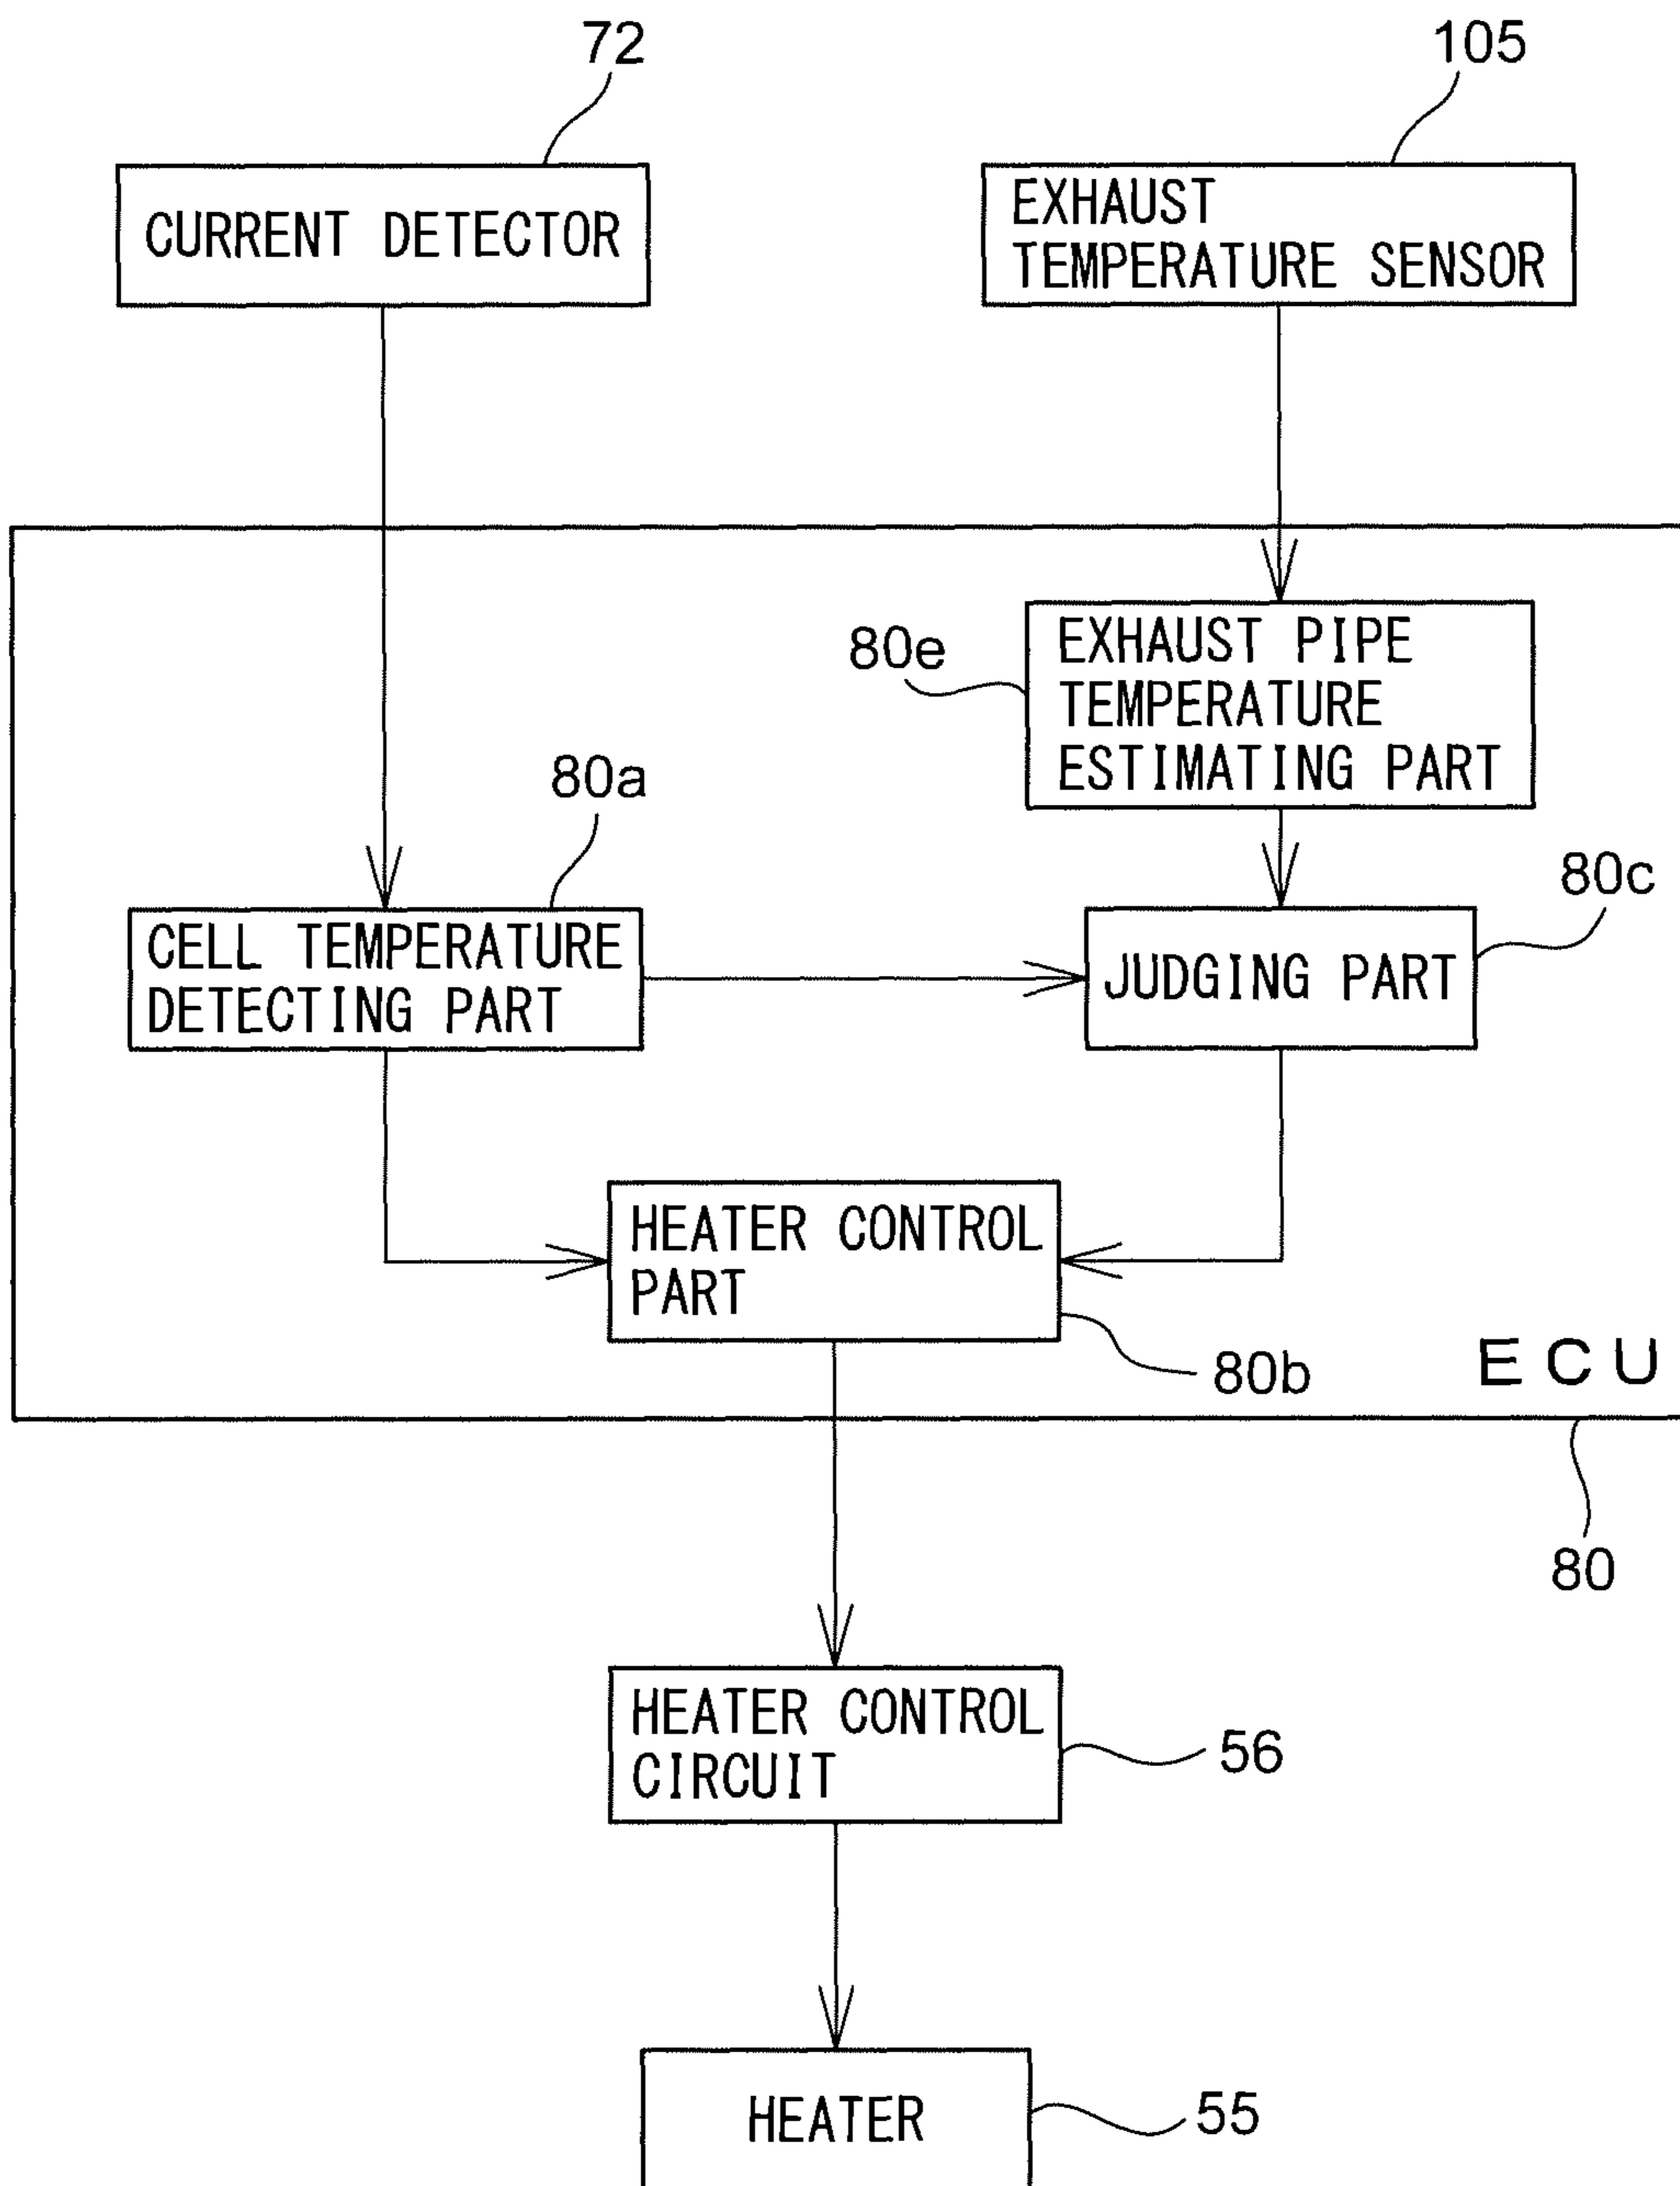 72
105
CURRENT DETECTOR
EXHAUST
TEMPERATURE SENSOR
80e
EXHAUST PIPE
TEMPERATURE
ESTIMATING PART
80a
80c
CELL TEMPERATURE
DETECTING PART
JUDGING PART
HEATER CONTROL
PART
80b
ECU
80
HEATER CONTROL
CIRCUIT
56
HEATER
55